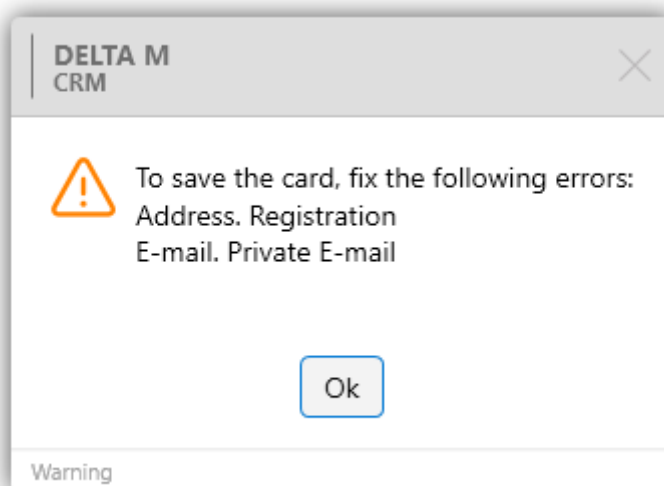 DELTA M
CRM
To save the card, fix the following errors:
Address. Registration
E-mail. Private E-mail
Ok
Warning